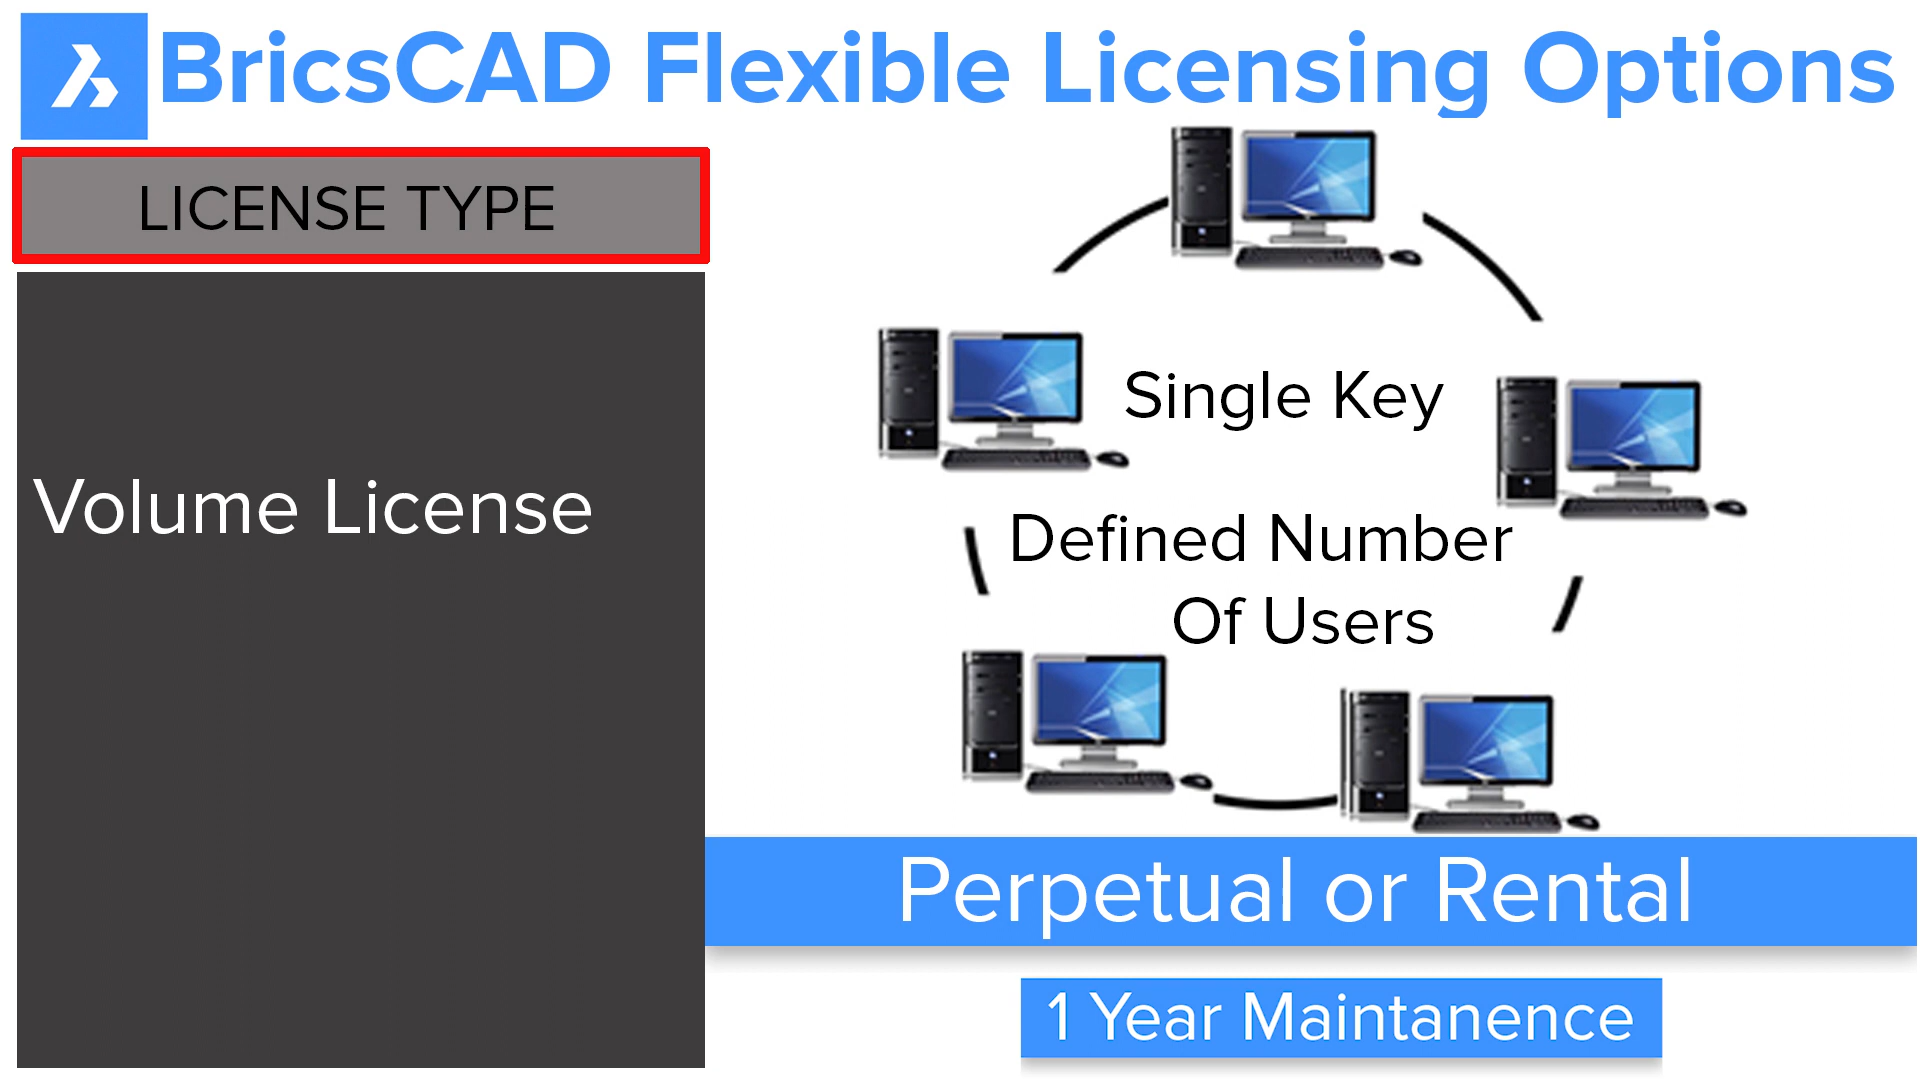 BricsCAD Flexible Licensing Options
LICENSE TYPE
Volume License
Single Key
Defined Number
Of Users
Perpetual or Rental
1 Year Maintanence